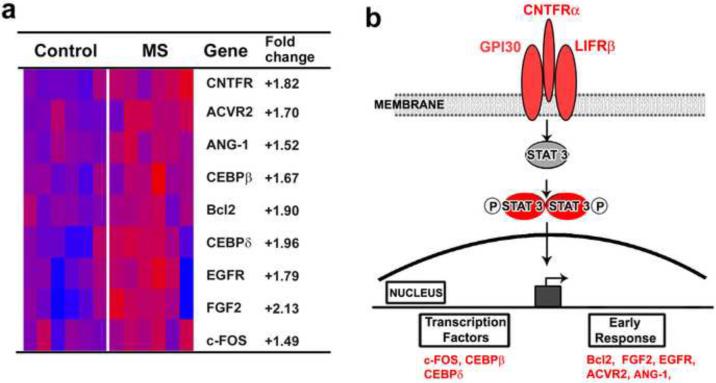 a
Control MS Gene Fold change
CNTFR +1.82
ACVR2 +1.70
ANG-1 +1.52
CEBPβ +1.67
Bcl2 +1.90
CEBPδ +1.96
EGFR +1.79
FGF2 +2.13
c-FOS +1.49
b
CNTFRα
GPI30 LIFRβ
MEMBRANE
STAT 3
P STAT 3 STAT 3 P
NUCLEUS
Transcription Factors
c-FOS, CEBPβ
CEBPδ
Early Response
Bcl2, FGF2, EGFR,
ACVR2, ANG-1,